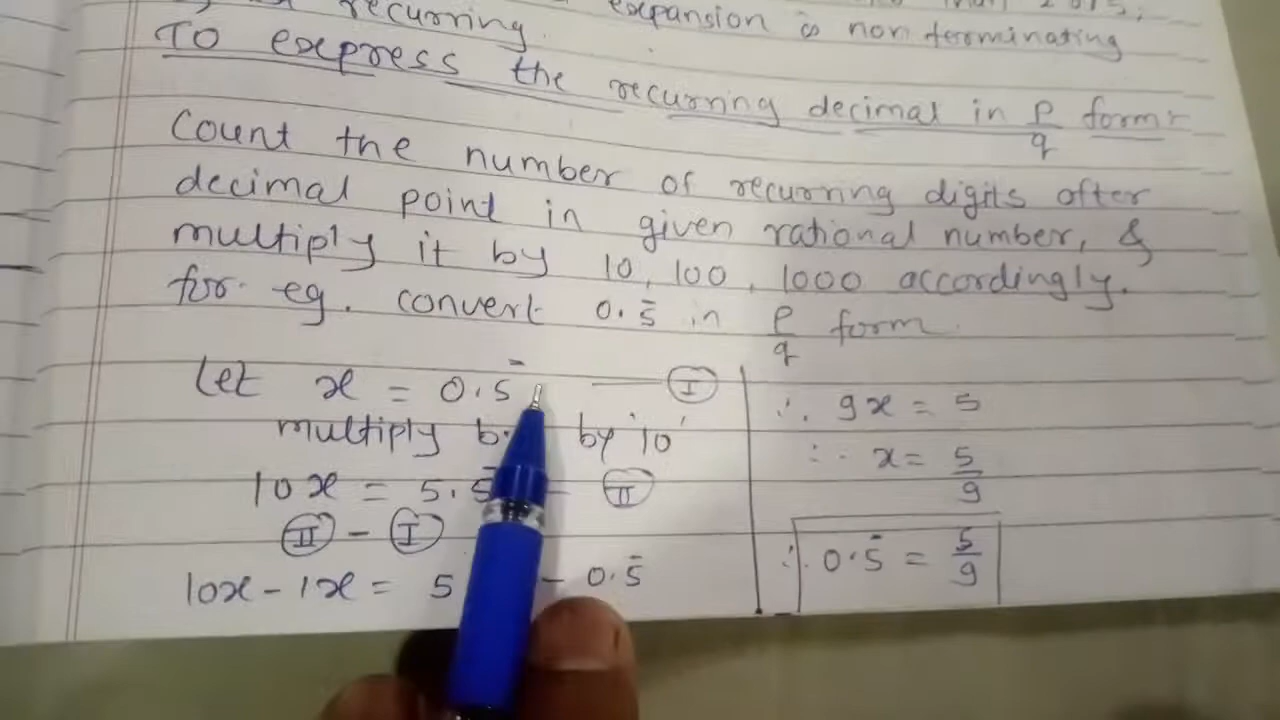 recurring. expansion is non terminating
To express the recurring decimal in p/q form:
Count the number of recurring digits after
decimal point in given rational number, &
multiply it by 10, 100, 1000 accordingly.
for eg. convert 0.5̄ in p/q form.
Let x = 0.5̄ — I
multiply by 10
10x = 5.5̄ — II
II - I
10x - 1x = 5 - 0.5̄
∴ 9x = 5
∴ x = 5/9
∴ 0.5̄ = 5/9